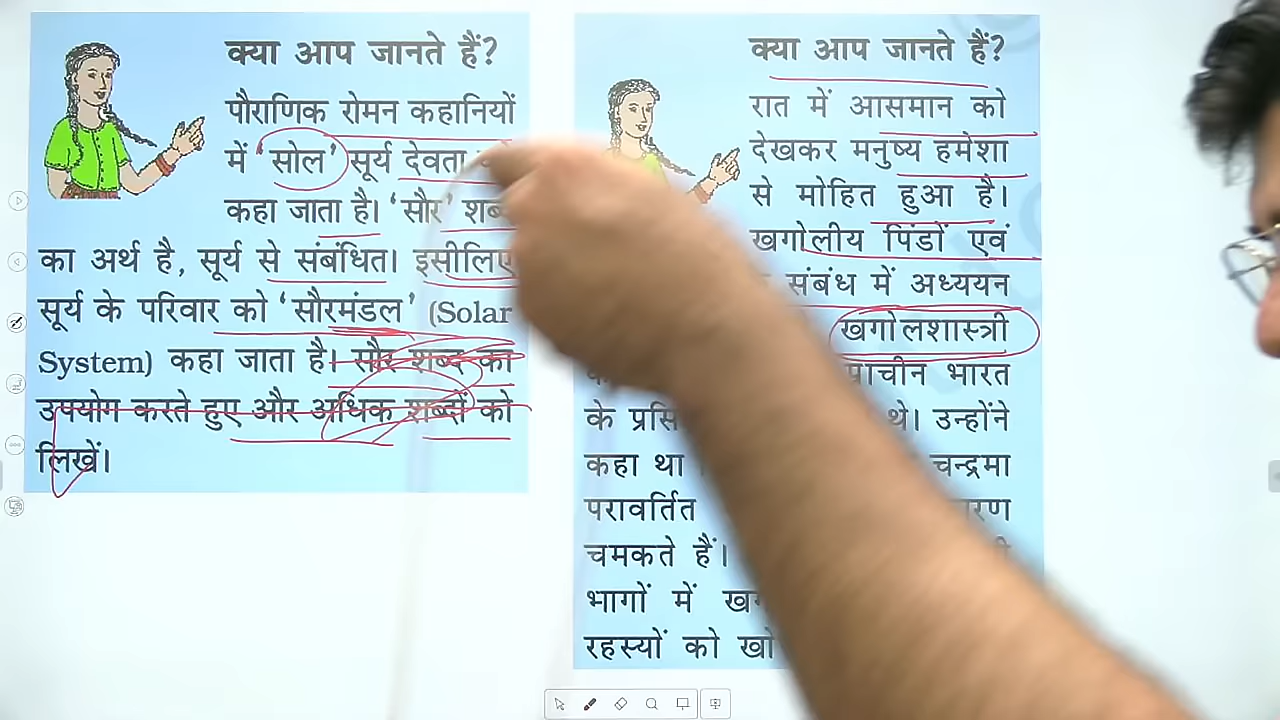 क्या आप जानते हैं?
पौराणिक रोमन कहानियों
में 'सोल' सूर्य देवता
कहा जाता है। 'सौर'
का अर्थ है, सूर्य से संबंधित। इसीलिए
सूर्य के परिवार को 'सौरमंडल' (Solar
System) कहा जाता है। सौर शब्द का
उपयोग करते हुए और अधिक शब्दों को
लिखें।
क्या आप जानते हैं?
रात में आसमान को
देखकर मनुष्य हमेशा
से मोहित हुआ है।
खगोलीय पिंडों एवं
संबंध में अध्ययन
खगोलशास्त्री
प्राचीन भारत
के थे। उन्होंने
कहा था चन्द्रमा
परावर्तित
चमकते हैं।
भागों में
रहस्यों को